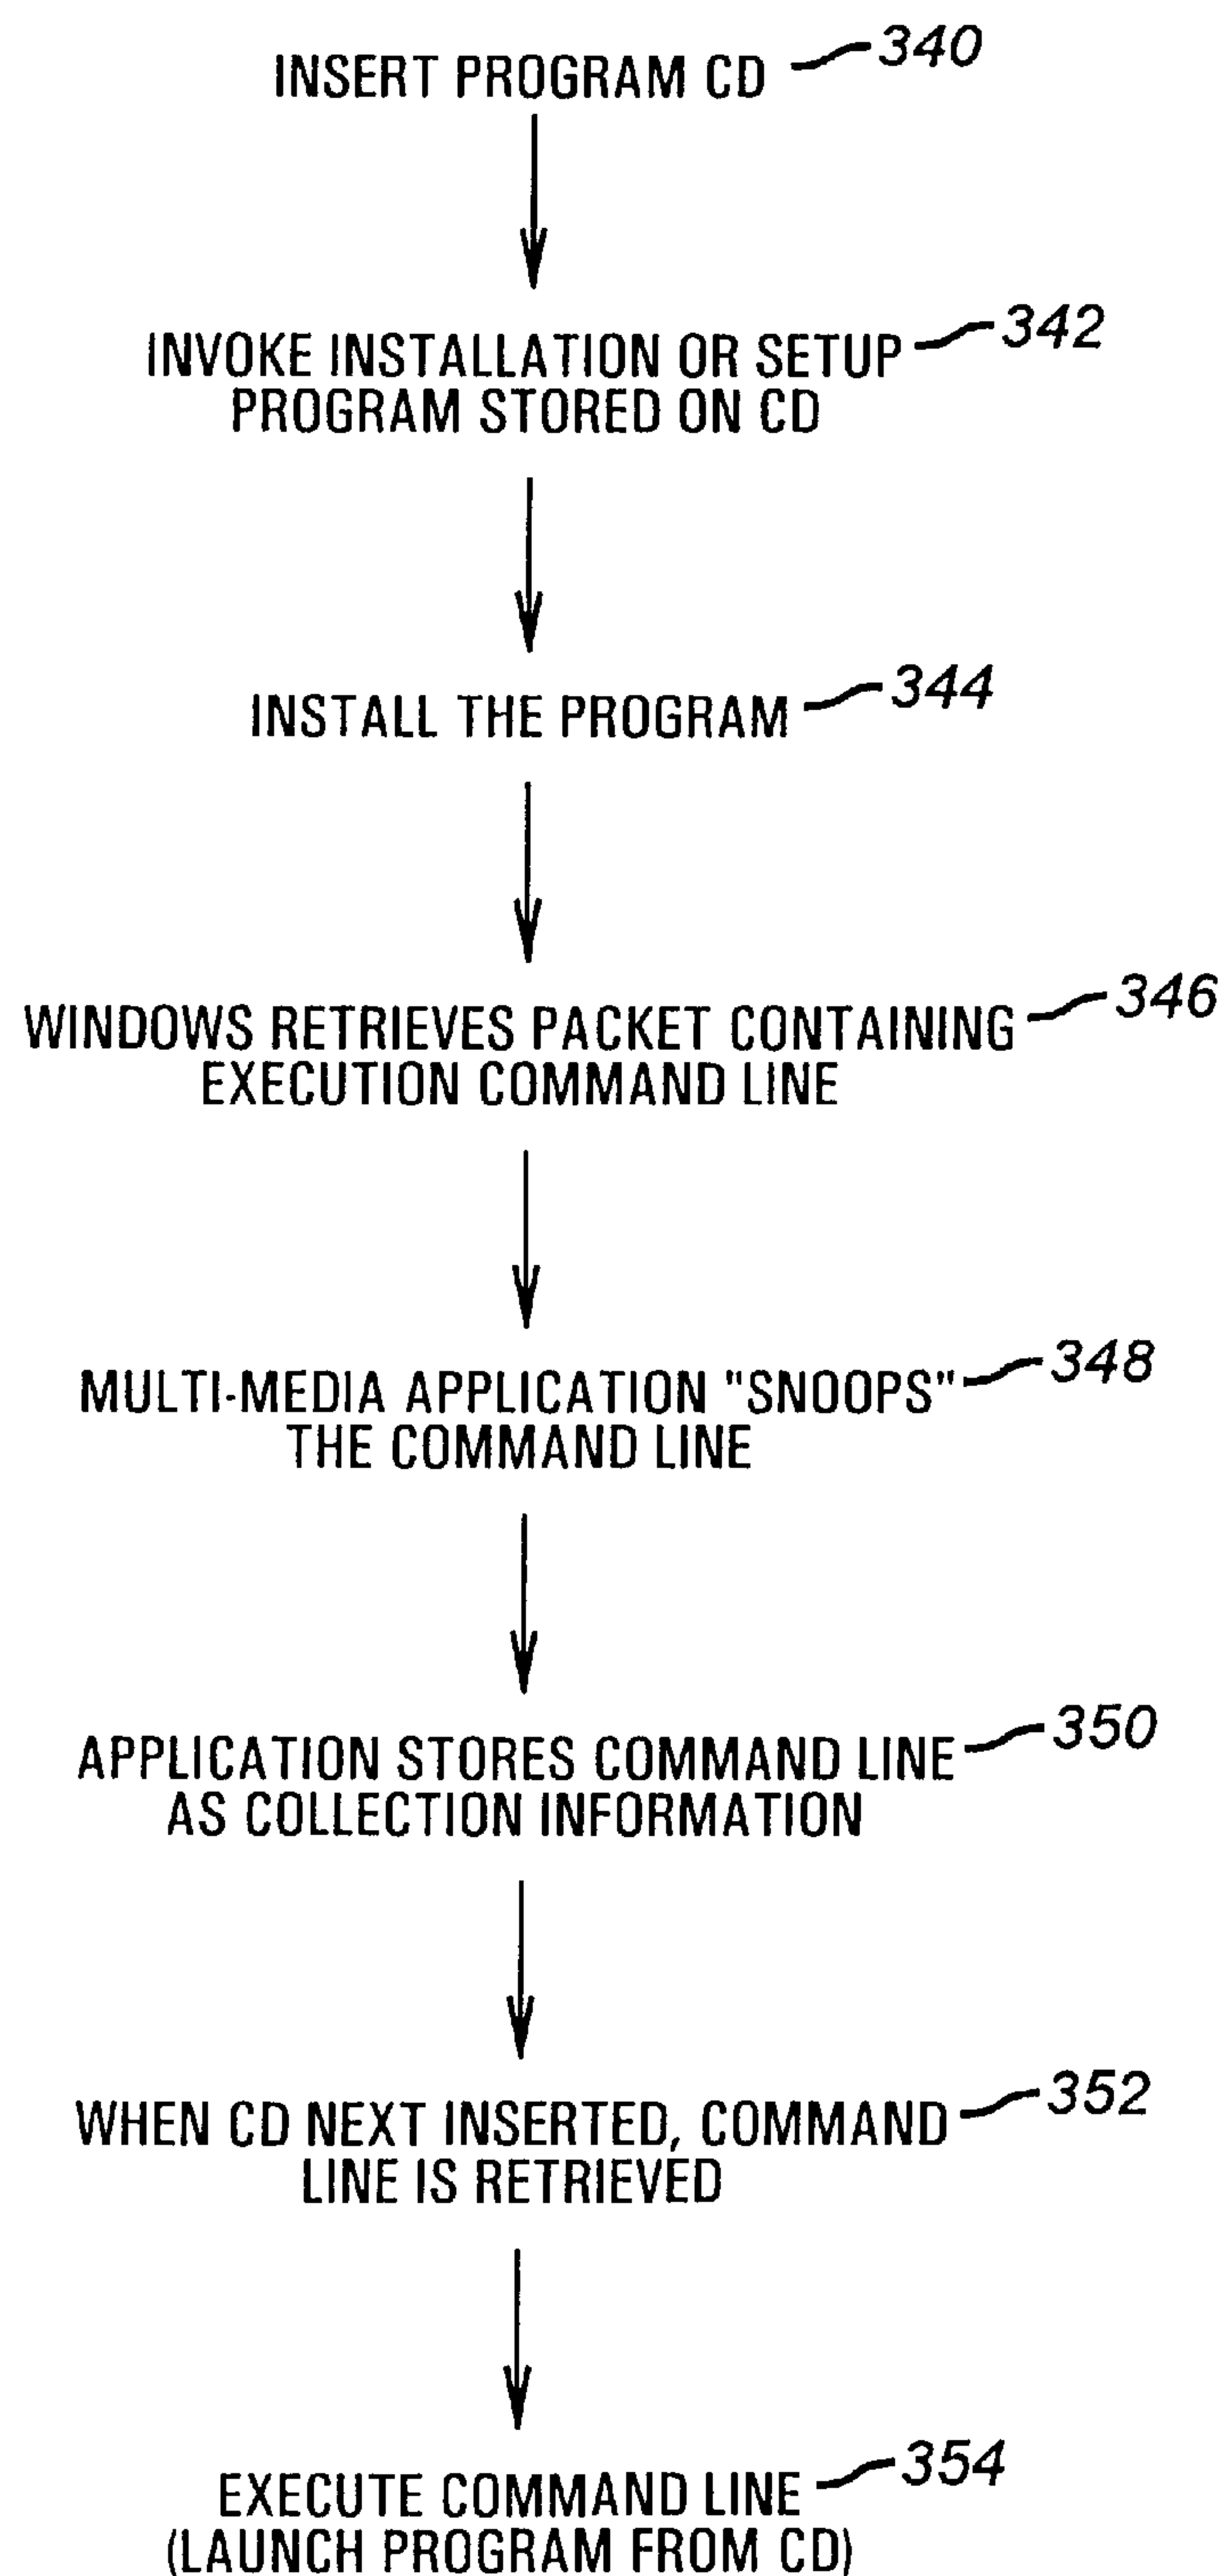 INSERT PROGRAM CD 340
INVOKE INSTALLATION OR SETUP 342
PROGRAM STORED ON CD
INSTALL THE PROGRAM 344
WINDOWS RETRIEVES PACKET CONTAINING 346
EXECUTION COMMAND LINE
MULTI-MEDIA APPLICATION "SNOOPS" 348
THE COMMAND LINE
APPLICATION STORES COMMAND LINE 350
AS COLLECTION INFORMATION
WHEN CD NEXT INSERTED, COMMAND 352
LINE IS RETRIEVED
EXECUTE COMMAND LINE 354
(LAUNCH PROGRAM FROM CD)